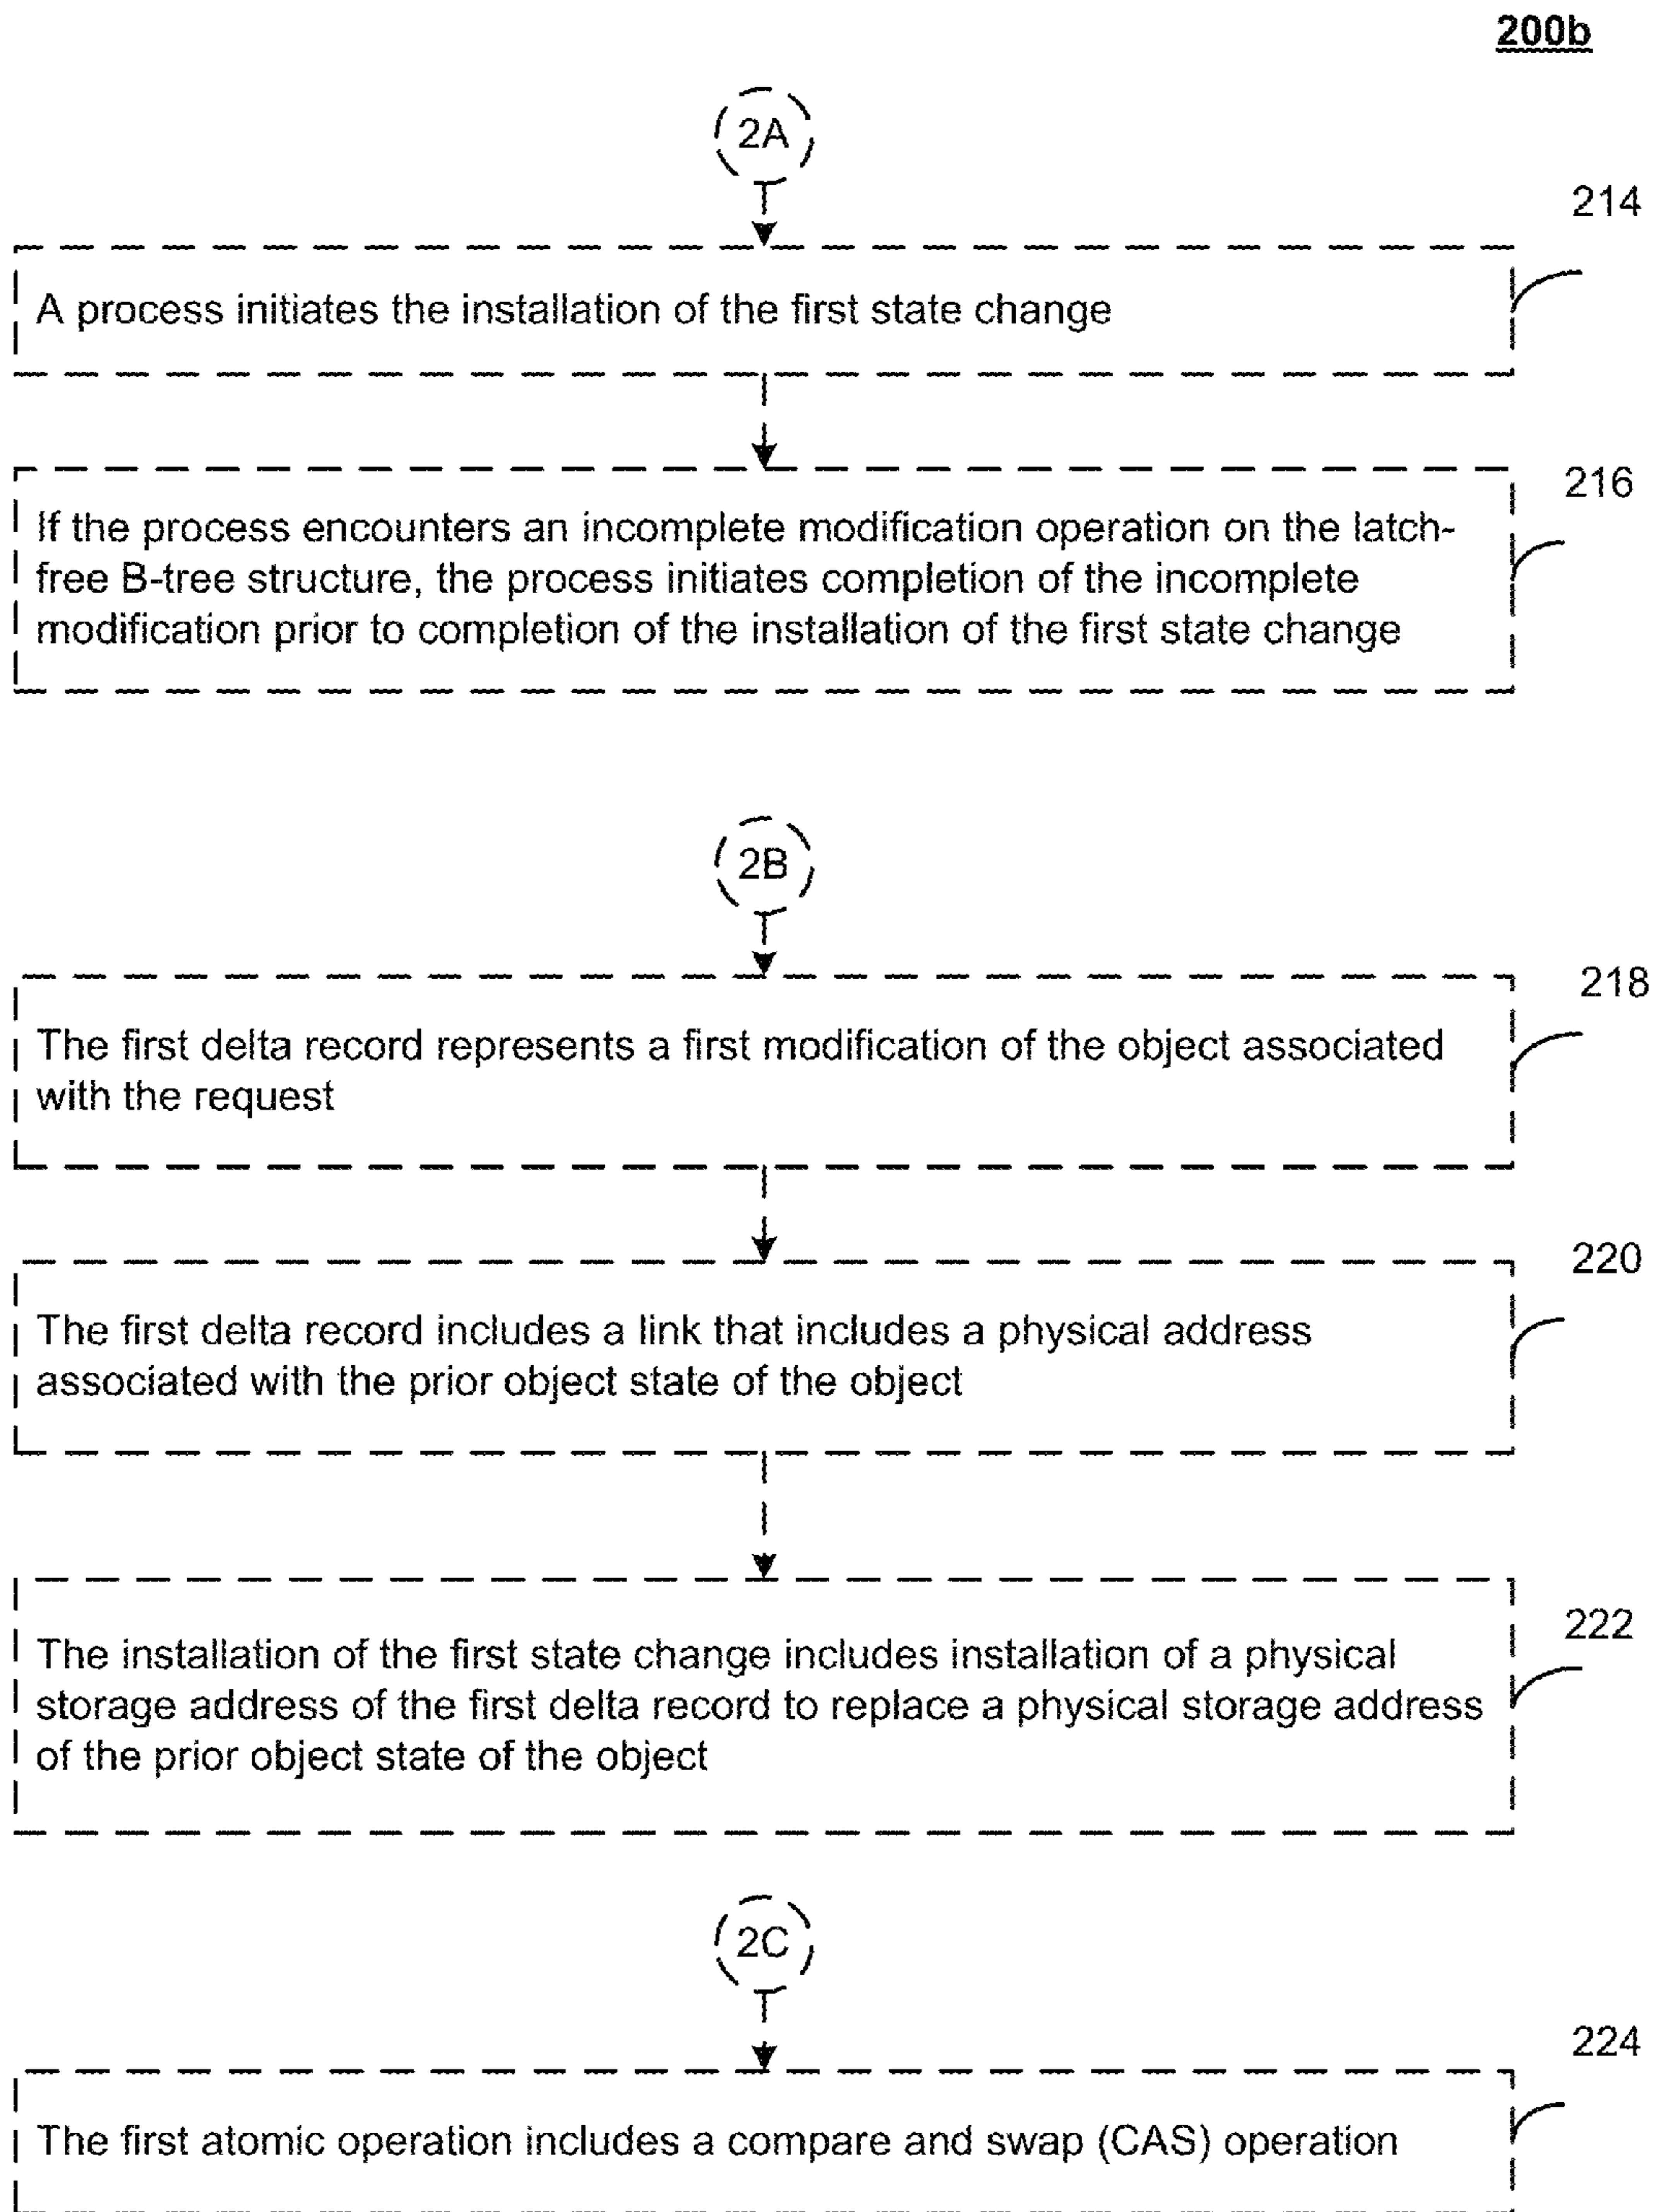 200b
2A
214
A process initiates the installation of the first state change
216
If the process encounters an incomplete modification operation on the latch-
free B-tree structure, the process initiates completion of the incomplete
modification prior to completion of the installation of the first state change
2B
218
The first delta record represents a first modification of the object associated
with the request
220
The first delta record includes a link that includes a physical address
associated with the prior object state of the object
222
The installation of the first state change includes installation of a physical
storage address of the first delta record to replace a physical storage address
of the prior object state of the object
2C
224
The first atomic operation includes a compare and swap (CAS) operation